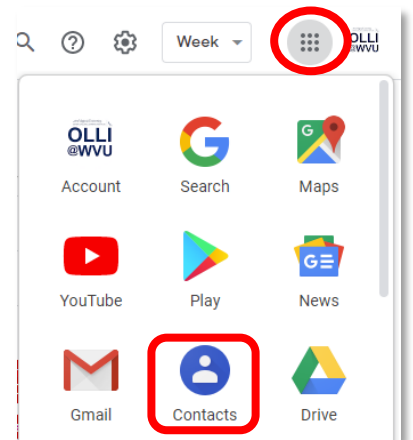 Week
OLLI
@WVU
OLLI
@WVU
Account Search Maps
YouTube Play News
Gmail Contacts Drive